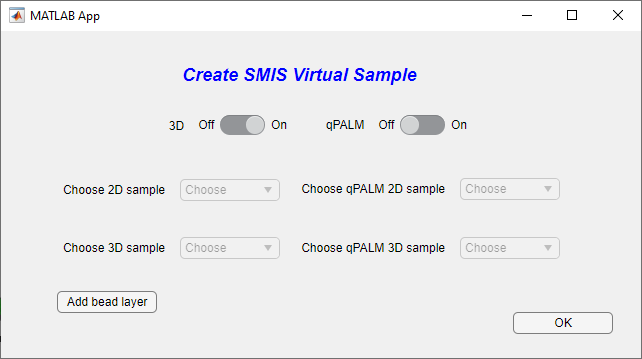 MATLAB App
Create SMIS Virtual Sample
3D Off On qPALM Off On
Choose 2D sample Choose Choose qPALM 2D sample Choose
Choose 3D sample Choose Choose qPALM 3D sample Choose
Add bead layer
OK